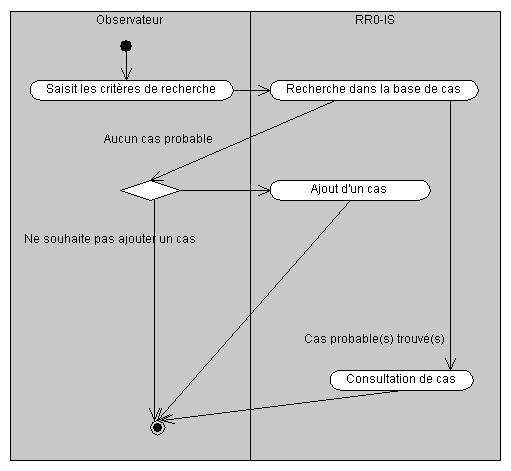 Observateur
RR0-IS
Saisit les critères de recherche
Recherche dans la base de cas
Aucun cas probable
Ajout d'un cas
Ne souhaite pas ajouter un cas
Cas probable(s) trouvé(s)
Consultation de cas